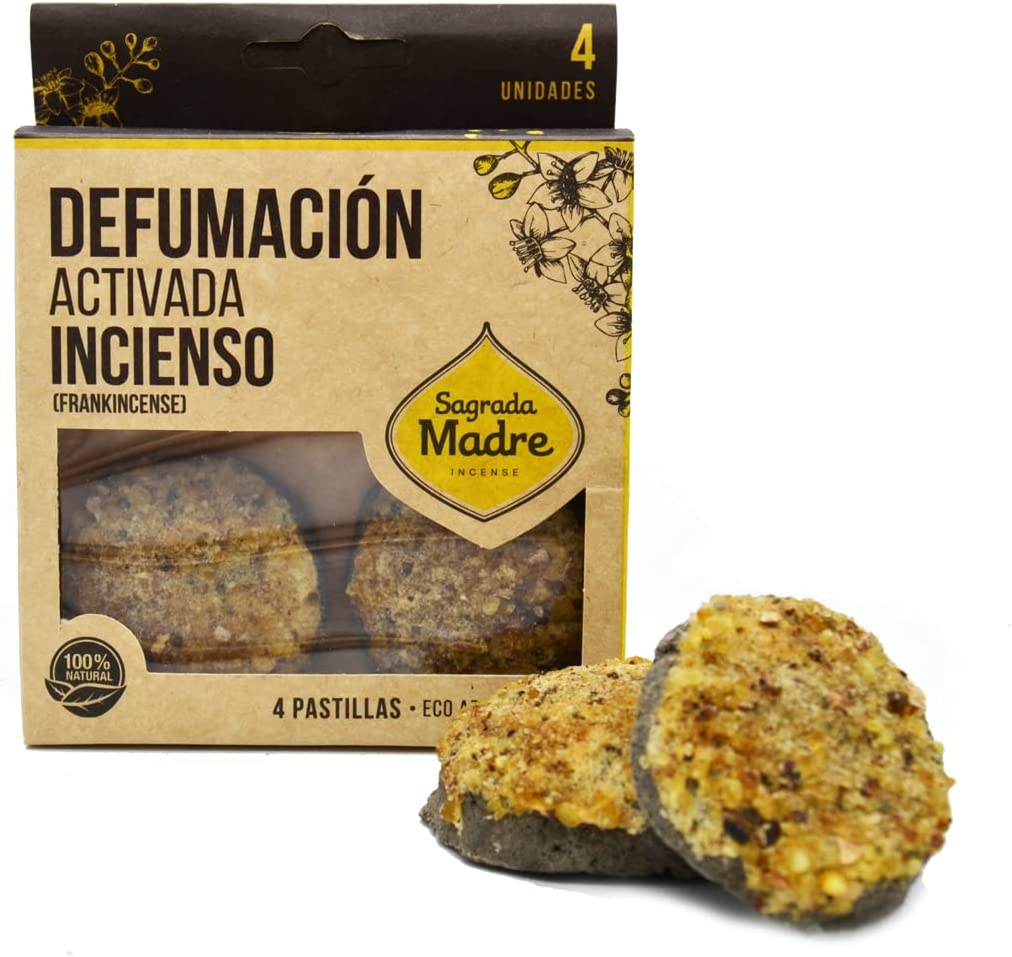 4
UNIDADES
DEFUMACIÓN
ACTIVADA
INCIENSO
(FRANKINCENSE)
Sagrada
Madre
INCENSE
100%
NATURAL
4 PASTILLAS • ECO